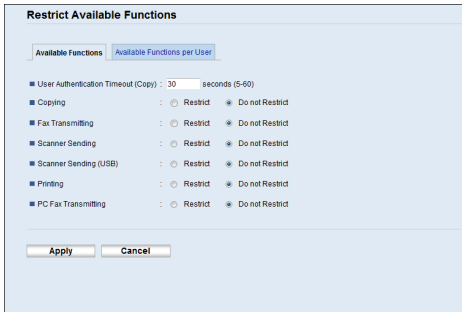 Restrict Available Functions
Available Functions Available Functions per User
User Authentication Timeout (Copy) : 30 seconds (5-60)
Copying : Restrict Do not Restrict
Fax Transmitting : Restrict Do not Restrict
Scanner Sending : Restrict Do not Restrict
Scanner Sending (USB) : Restrict Do not Restrict
Printing : Restrict Do not Restrict
PC Fax Transmitting : Restrict Do not Restrict
Apply Cancel